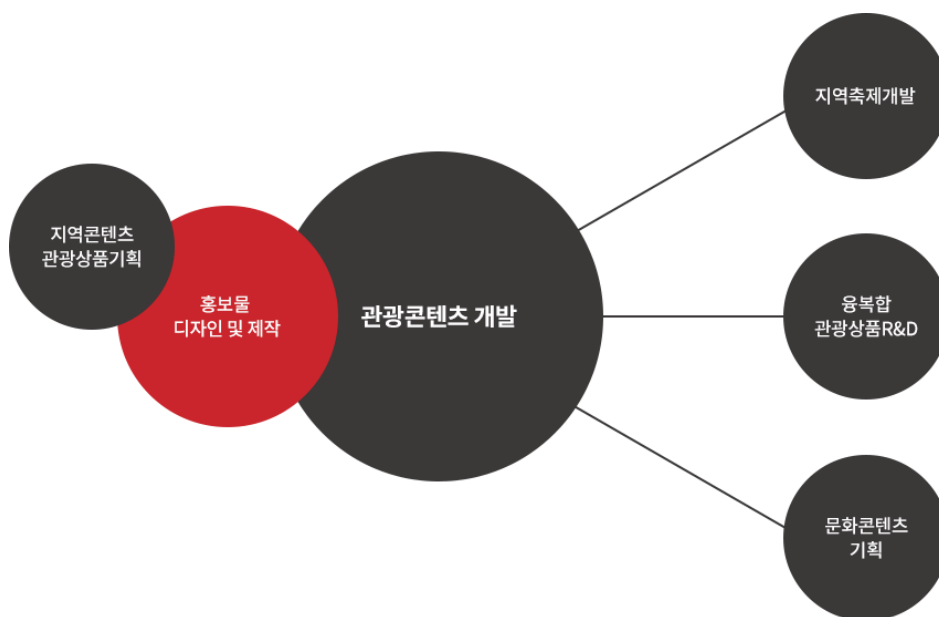 지역콘텐츠
관광상품기획
홍보물
디자인 및 제작
관광콘텐츠 개발
지역축제개발
융복합
관광상품R&D
문화콘텐츠
기획